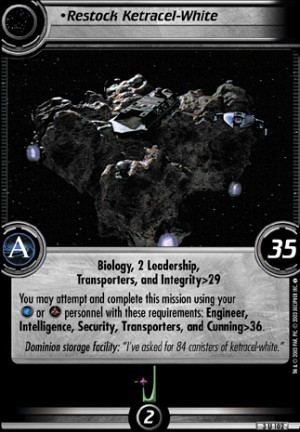 •Restock Ketracel-White
A
35
Biology, 2 Leadership,
Transporters, and Integrity>29
You may attempt and complete this mission using your
or personnel with these requirements: Engineer,
Intelligence, Security, Transporters, and Cunning>36.
Dominion storage facility: "I've asked for 84 canisters of ketracel-white."
2